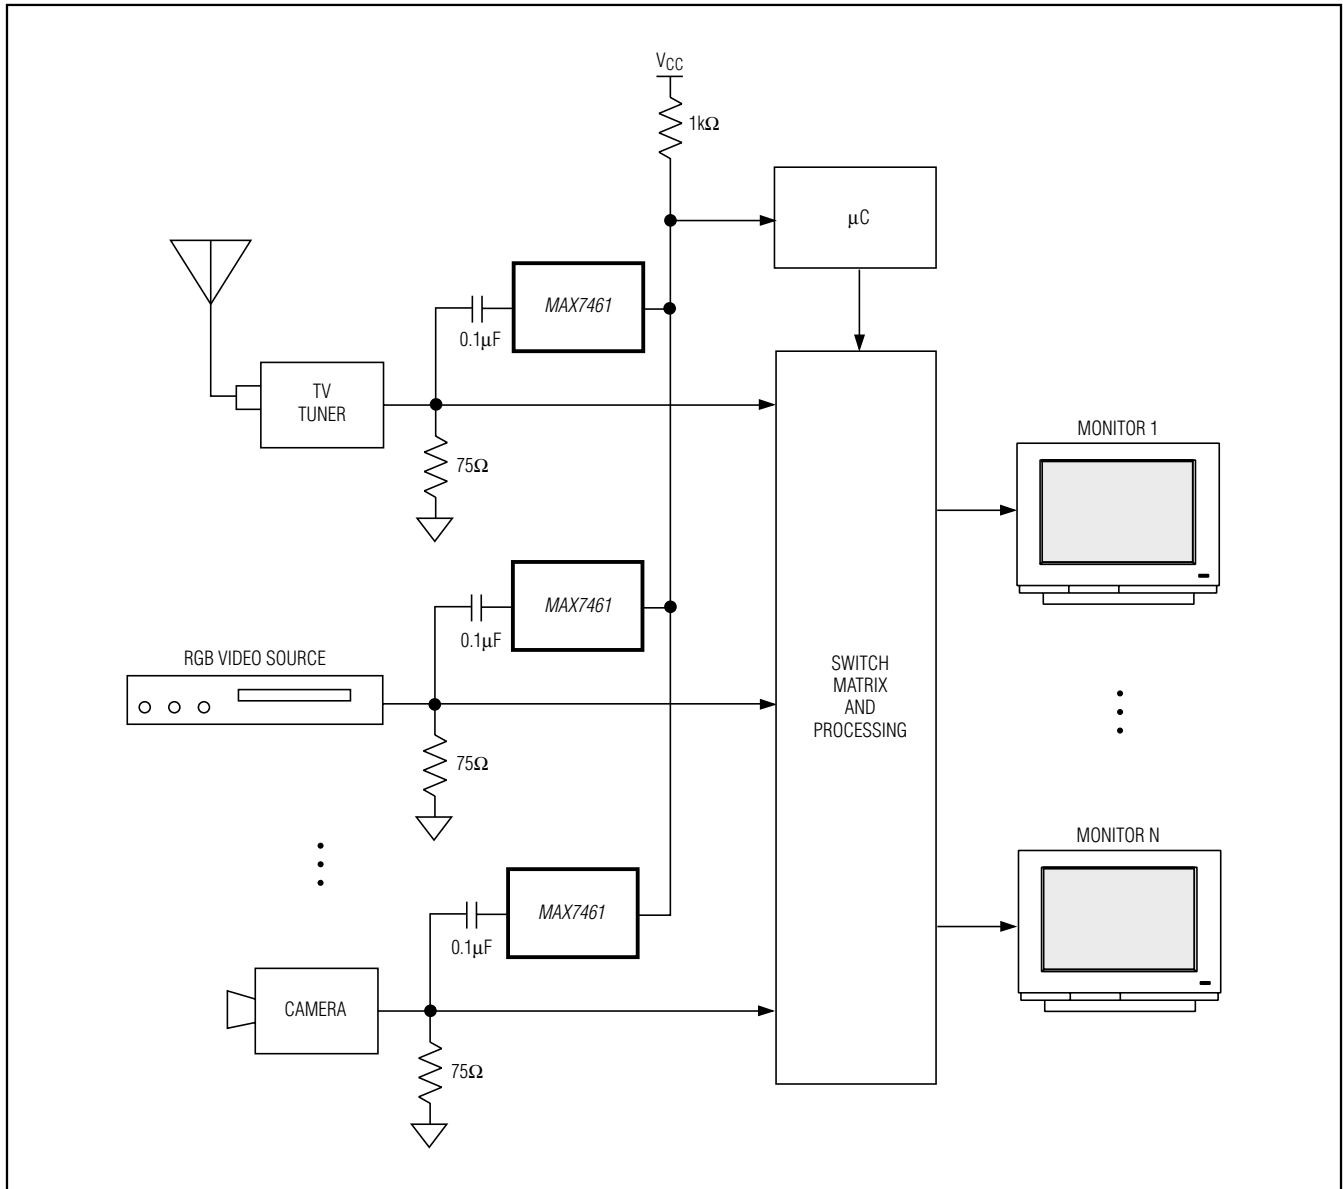 VCC
1kΩ
μC
MAX7461
0.1μF
TV
TUNER
75Ω
MONITOR 1
MAX7461
0.1μF
RGB VIDEO SOURCE
75Ω
SWITCH
MATRIX
AND
PROCESSING
MONITOR N
MAX7461
0.1μF
CAMERA
75Ω